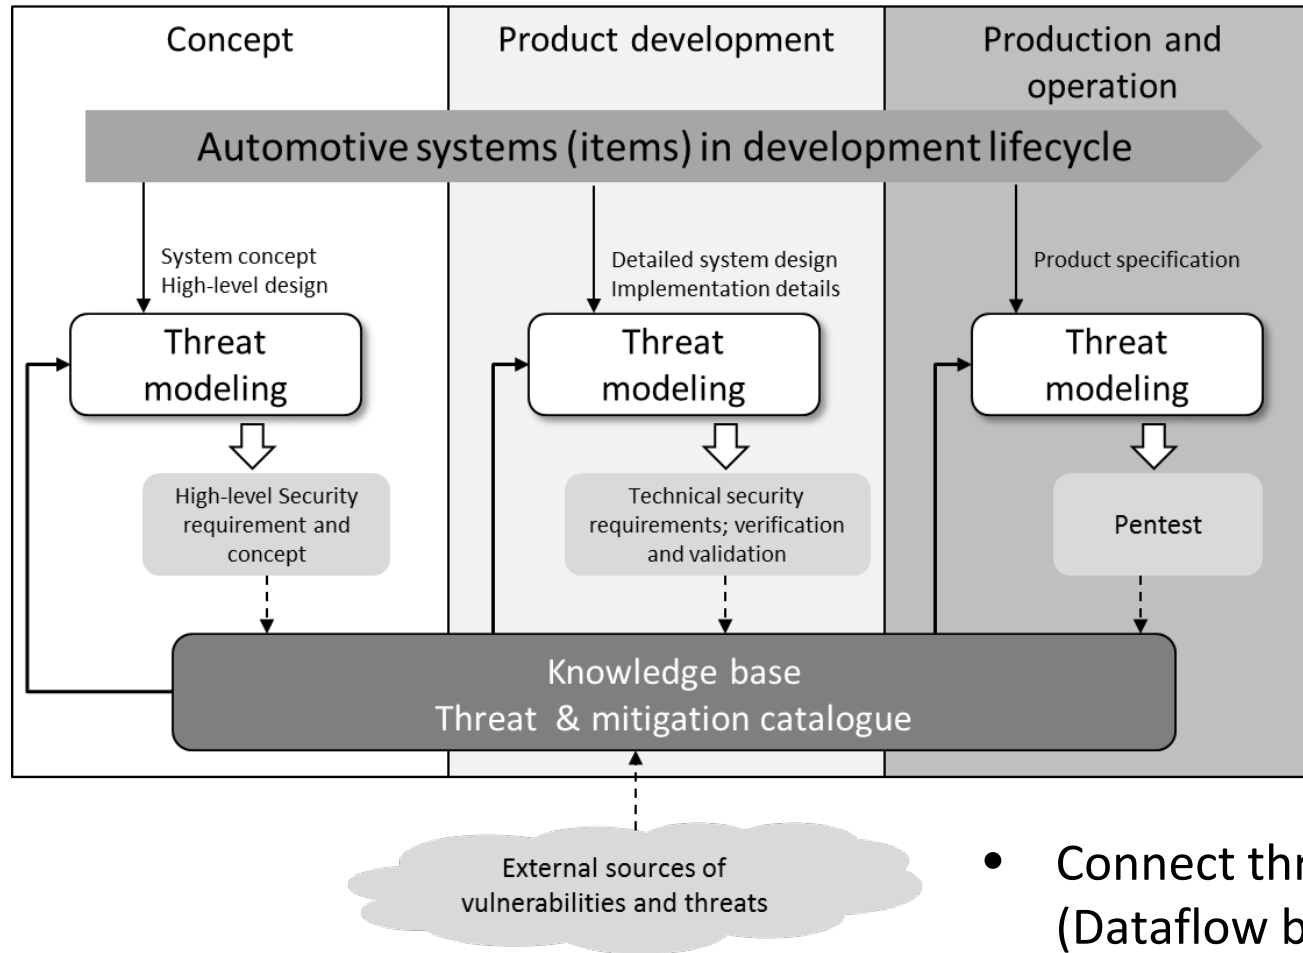 Concept
Product development
Production and
operation
Automotive systems (items) in development lifecycle
System concept
High-level design
Detailed system design
Implementation details
Product specification
Threat
modeling
Threat
modeling
Threat
modeling
High-level Security
requirement and
concept
Technical security
requirements; verification
and validation
Pentest
Knowledge base
Threat & mitigation catalogue
External sources of
vulnerabilities and threats
• Connect
(Dataflow